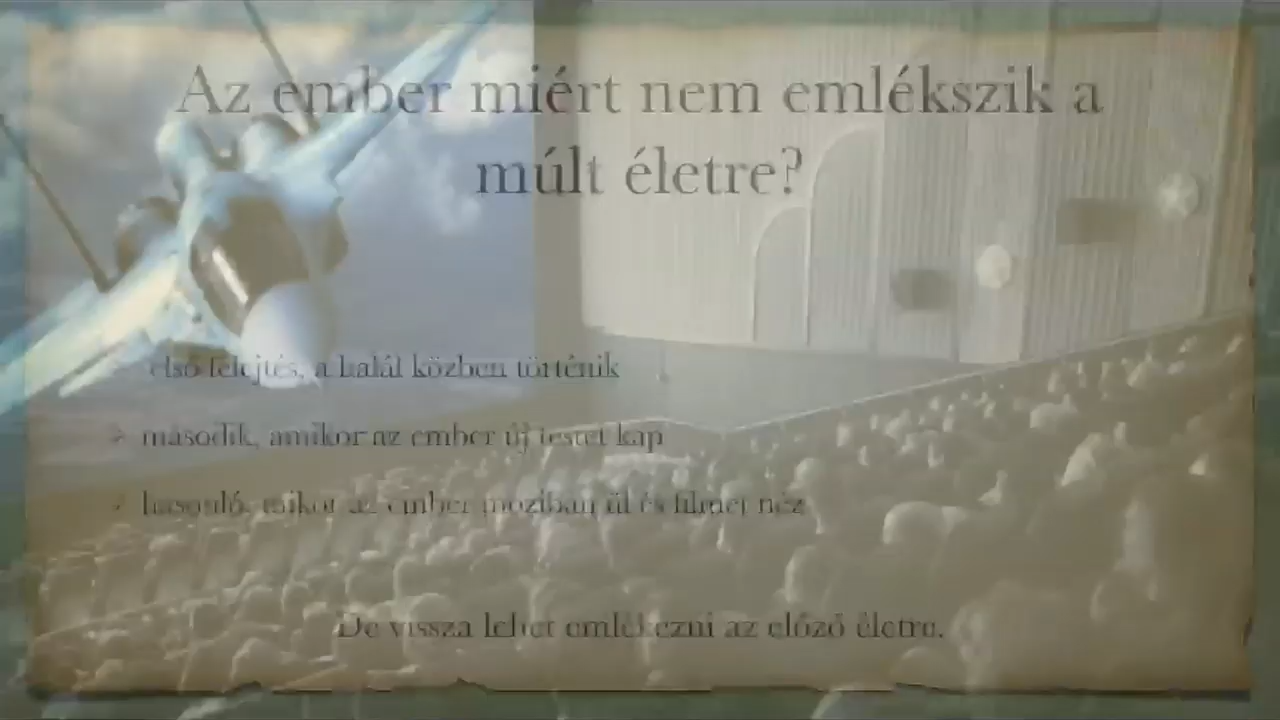 Az ember miért nem emlékszik a
múlt életre?
első felejtés, a halál közben történik
második, amikor az ember új testet kap
hasonló, mikor az ember moziban ül és filmet néz
De vissza lehet emlékezni az előző életre.